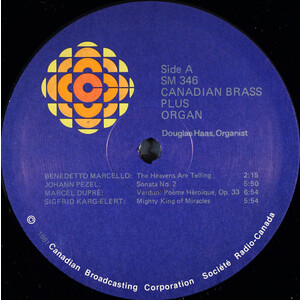 Side A
SM 346
CANADIAN BRASS
PLUS
ORGAN
Douglas Haas, Organist
BENEDETTO MARCELLO: The Heavens Are Telling 2:15
JOHANN PEZEL: Sonata No. 2 5:50
MARCEL DUPRÉ: Verdun: Poème Héroïque, Op. 33 6:54
SIGFRID KARG-ELERT: Mighty King of Miracles 5:54
Canadian Broadcasting Corporation Société Radio-Canada